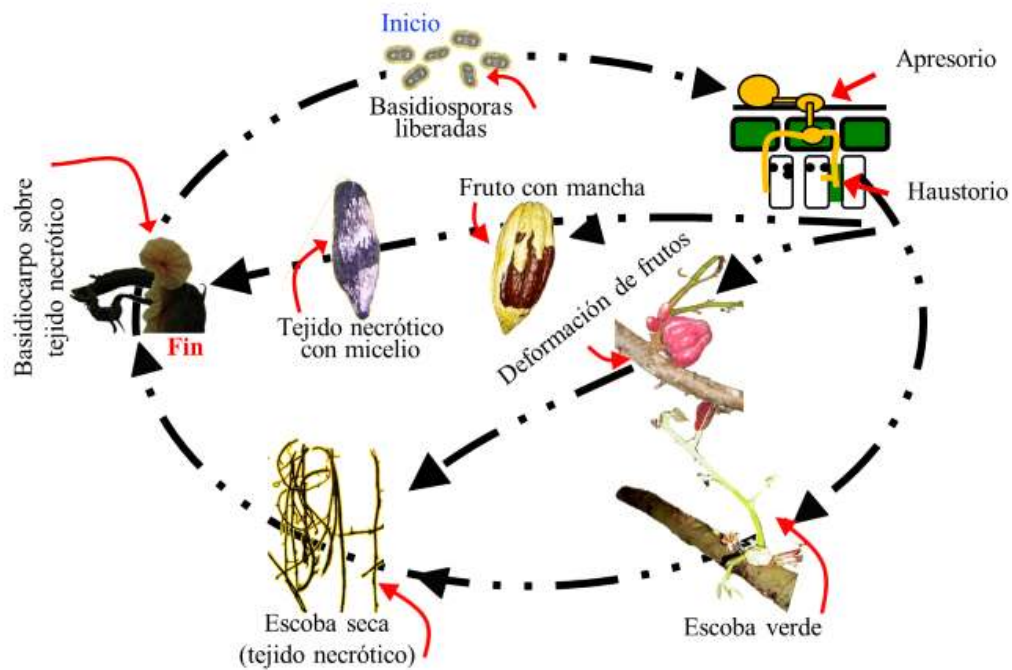 Inicio
Basidiosporas
liberadas
Apresorio
Haustorio
Basidiocarpo sobre
tejido necrótico
Fin
Tejido necrótico
con micelio
Fruto con mancha
Deformación de frutos
Escoba seca
(tejido necrótico)
Escoba verde